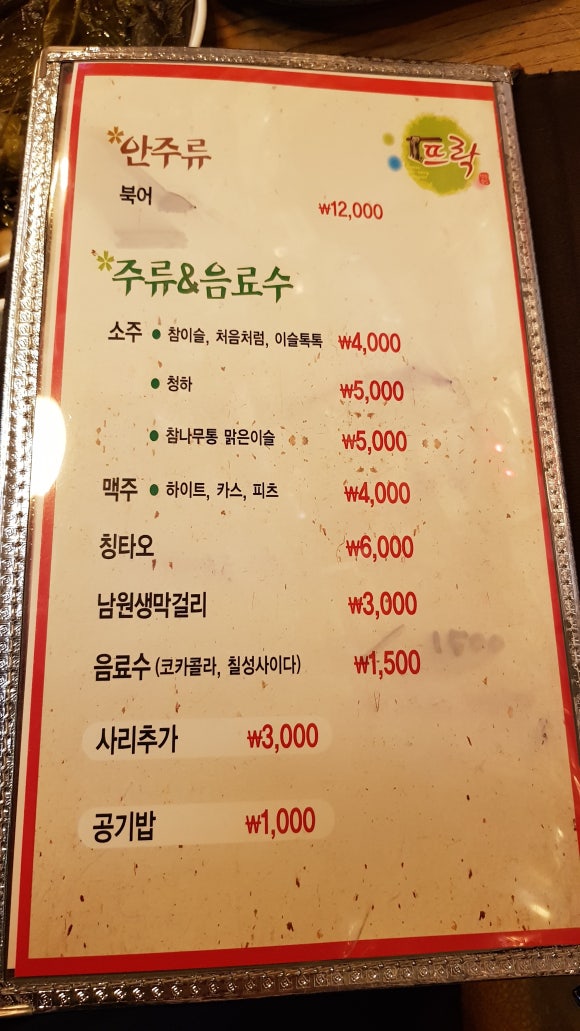 안주류
뜨락
북어 ₩12,000
주류&음료수
소주 • 참이슬, 처음처럼, 이슬톡톡 ₩4,000
• 청하 ₩5,000
• 참나무통 맑은이슬 ₩5,000
맥주 • 하이트, 카스, 피츠 ₩4,000
칭타오 ₩6,000
남원생막걸리 ₩3,000
1500
음료수 (코카콜라, 칠성사이다) ₩1,500
사리추가 ₩3,000
공기밥 ₩1,000